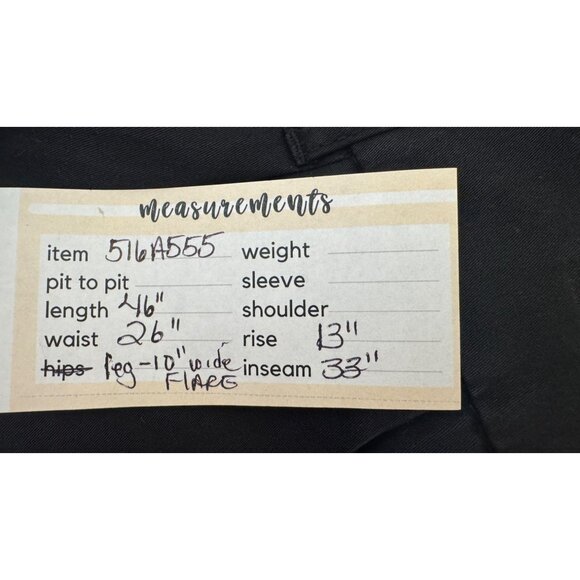 measurements
item 516A555 weight
pit to pit sleeve
length 46" shoulder
waist 26" rise 13"
hips leg - 10" wide FLARE inseam 33"